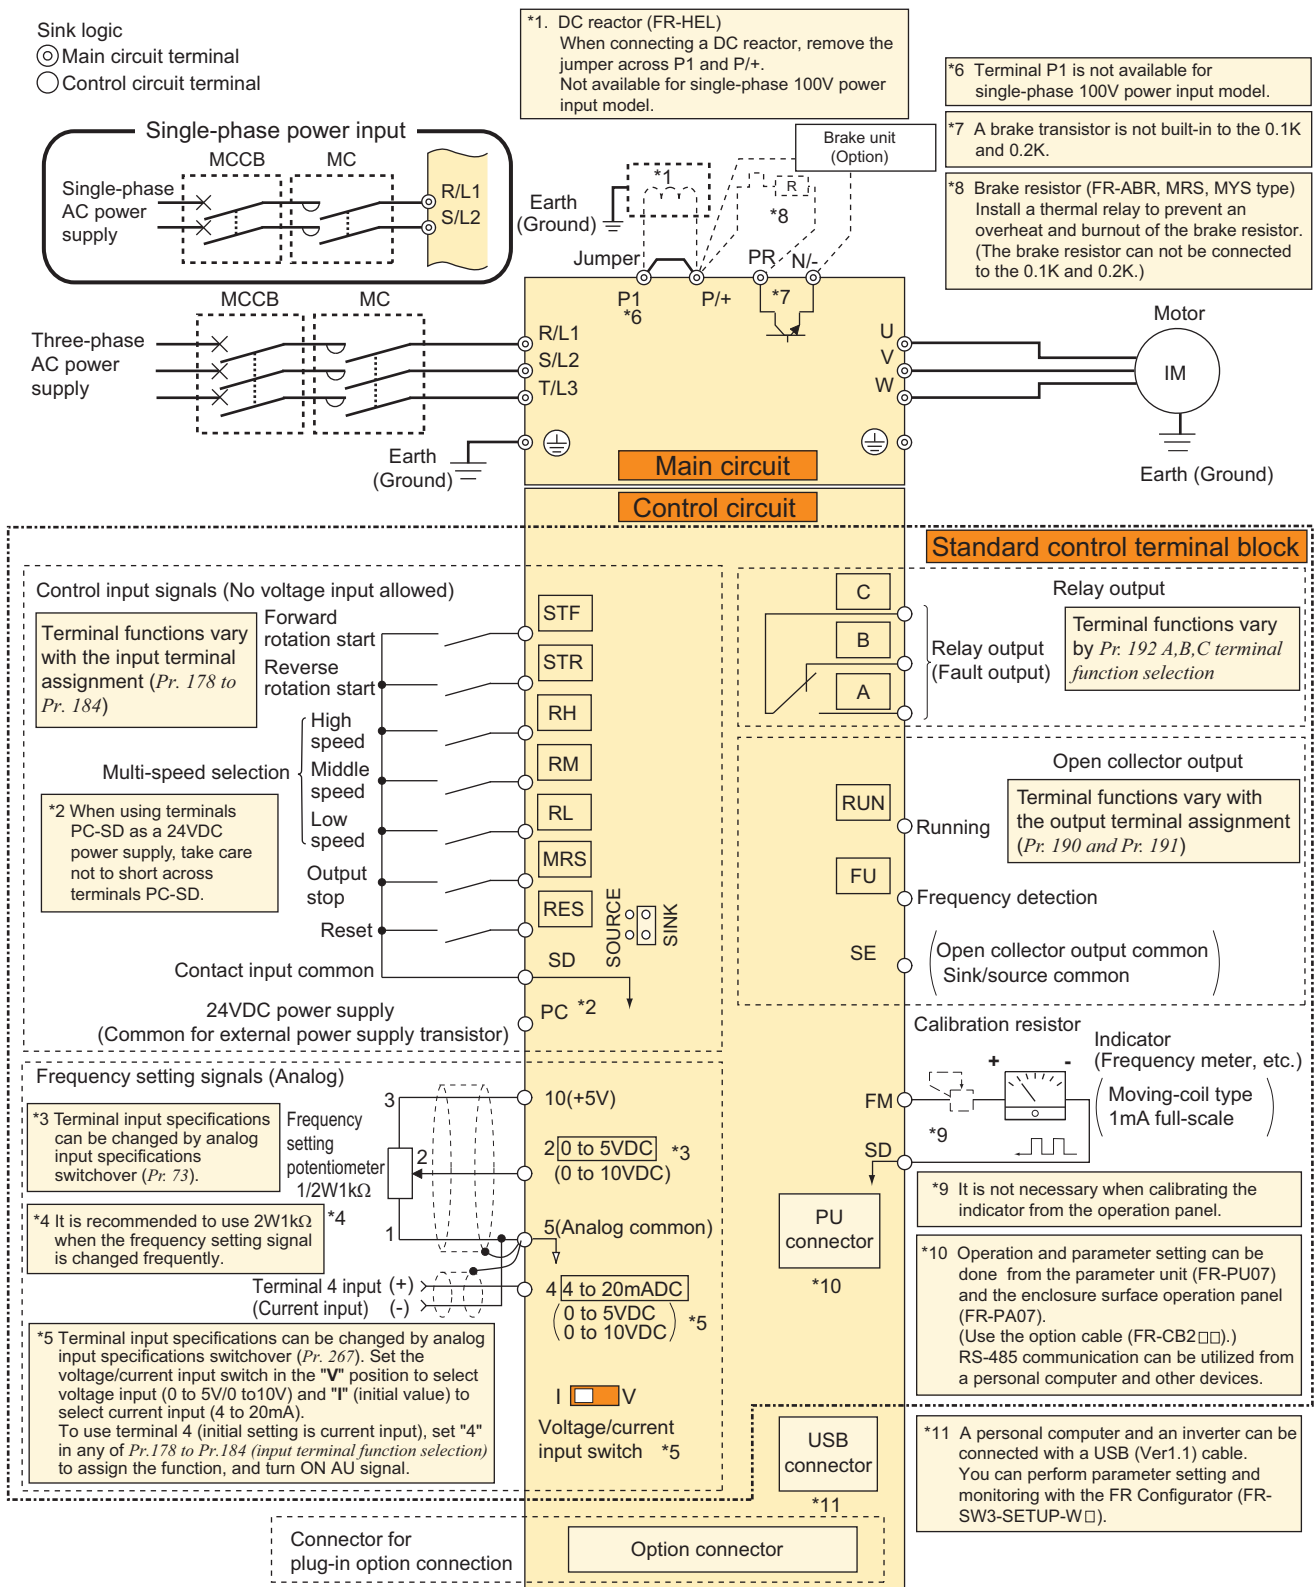 Sink logic
Main circuit terminal
Control circuit terminal
*1. DC reactor (FR-HEL)
When connecting a DC reactor, remove the
jumper across P1 and P/+.
Not available for single-phase 100V power
input model.
*6 Terminal P1 is not available for
single-phase 100V power input model.
*7 A brake transistor is not built-in to the 0.1K
and 0.2K.
*8 Brake resistor (FR-ABR, MRS, MYS type)
Install a thermal relay to prevent an
overheat and burnout of the brake resistor.
(The brake resistor can not be connected
to the 0.1K and 0.2K.)
Single-phase power input
MCCB
MC
Single-phase
AC power
supply
R/L1
S/L2
Brake unit
(Option)
*1
R
*8
Earth
(Ground)
Jumper
PR
N/-
P1
*6
P/+
*7
MCCB
MC
Three-phase
AC power
supply
R/L1
S/L2
T/L3
U
V
W
Motor
IM
Earth
(Ground)
Earth (Ground)
Main circuit
Control circuit
Standard control terminal block
Control input signals (No voltage input allowed)
Terminal functions vary
with the input terminal
assignment (Pr. 178 to
Pr. 184)
Forward
rotation start
Reverse
rotation start
High
speed
Multi-speed selection
Middle
speed
Low
speed
Output
stop
Reset
Contact input common
24VDC power supply
(Common for external power supply transistor)
*2 When using terminals
PC-SD as a 24VDC
power supply, take care
not to short across
terminals PC-SD.
STF
STR
RH
RM
RL
MRS
RES
SD
PC *2
SOURCE
SINK
C
B
A
Relay output
Relay output
(Fault output)
Terminal functions vary
by Pr. 192 A,B,C terminal
function selection
Open collector output
RUN
Running
Terminal functions vary with
the output terminal assignment
(Pr. 190 and Pr. 191)
FU
Frequency detection
SE
Open collector output common
Sink/source common
Frequency setting signals (Analog)
*3 Terminal input specifications
can be changed by analog
input specifications
switchover (Pr. 73).
*4 It is recommended to use 2W1kΩ
when the frequency setting signal
is changed frequently.
Frequency
setting
potentiometer
1/2W1kΩ
*4
3
2
1
10(+5V)
2 0 to 5VDC *3
(0 to 10VDC)
5(Analog common)
Terminal 4 input (+)
(Current input) (-)
4 4 to 20mADC
0 to 5VDC
0 to 10VDC
*5
*5 Terminal input specifications can be changed by analog
input specifications switchover (Pr. 267). Set the
voltage/current input switch in the "V" position to select
voltage input (0 to 5V/0 to10V) and "I" (initial value) to
select current input (4 to 20mA).
To use terminal 4 (initial setting is current input), set "4"
in any of Pr.178 to Pr.184 (input terminal function selection)
to assign the function, and turn ON AU signal.
I
V
Voltage/current
input switch *5
Calibration resistor
Indicator
(Frequency meter, etc.)
+
-
Moving-coil type
1mA full-scale
FM
*9
SD
*9 It is not necessary when calibrating the
indicator from the operation panel.
PU
connector
*10
*10 Operation and parameter setting can be
done from the parameter unit (FR-PU07)
and the enclosure surface operation panel
(FR-PA07).
(Use the option cable (FR-CB2□□).)
RS-485 communication can be utilized from
a personal computer and other devices.
USB
connector
*11
*11 A personal computer and an inverter can be
connected with a USB (Ver1.1) cable.
You can perform parameter setting and
monitoring with the FR Configurator (FR-
SW3-SETUP-W□).
Connector for
plug-in option connection
Option connector